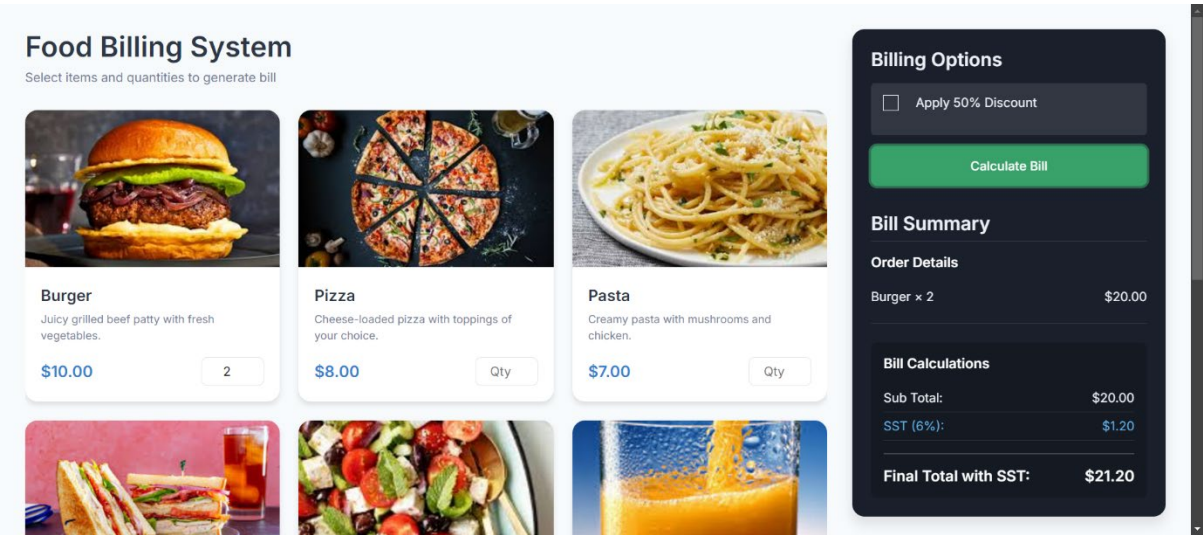 Food Billing System
Select items and quantities to generate bill
Burger
Juicy grilled beef patty with fresh
vegetables.
$10.00
2
Pizza
Cheese-loaded pizza with toppings of
your choice.
$8.00
Qty
Pasta
Creamy pasta with mushrooms and
chicken.
$7.00
Qty
Billing Options
Apply 50% Discount
Calculate Bill
Bill Summary
Order Details
Burger × 2 $20.00
Bill Calculations
Sub Total: $20.00
SST (6%): $1.20
Final Total with SST: $21.20